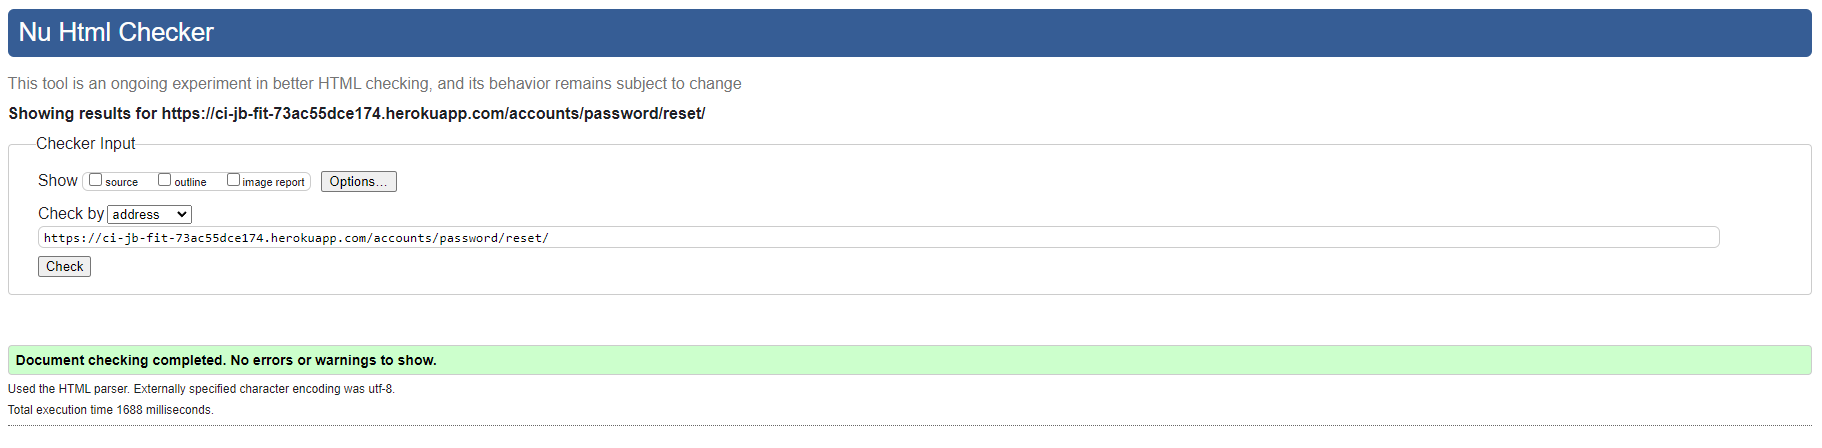 Nu Html Checker
This tool is an ongoing experiment in better HTML checking, and its behavior remains subject to change
Showing results for https://ci-jb-fit-73ac55dce174.herokuapp.com/accounts/password/reset/
Checker Input
Show source outline image report Options...
Check by address
https://ci-jb-fit-73ac55dce174.herokuapp.com/accounts/password/reset/
Check
Document checking completed. No errors or warnings to show.
Used the HTML parser. Externally specified character encoding was utf-8.
Total execution time 1688 milliseconds.